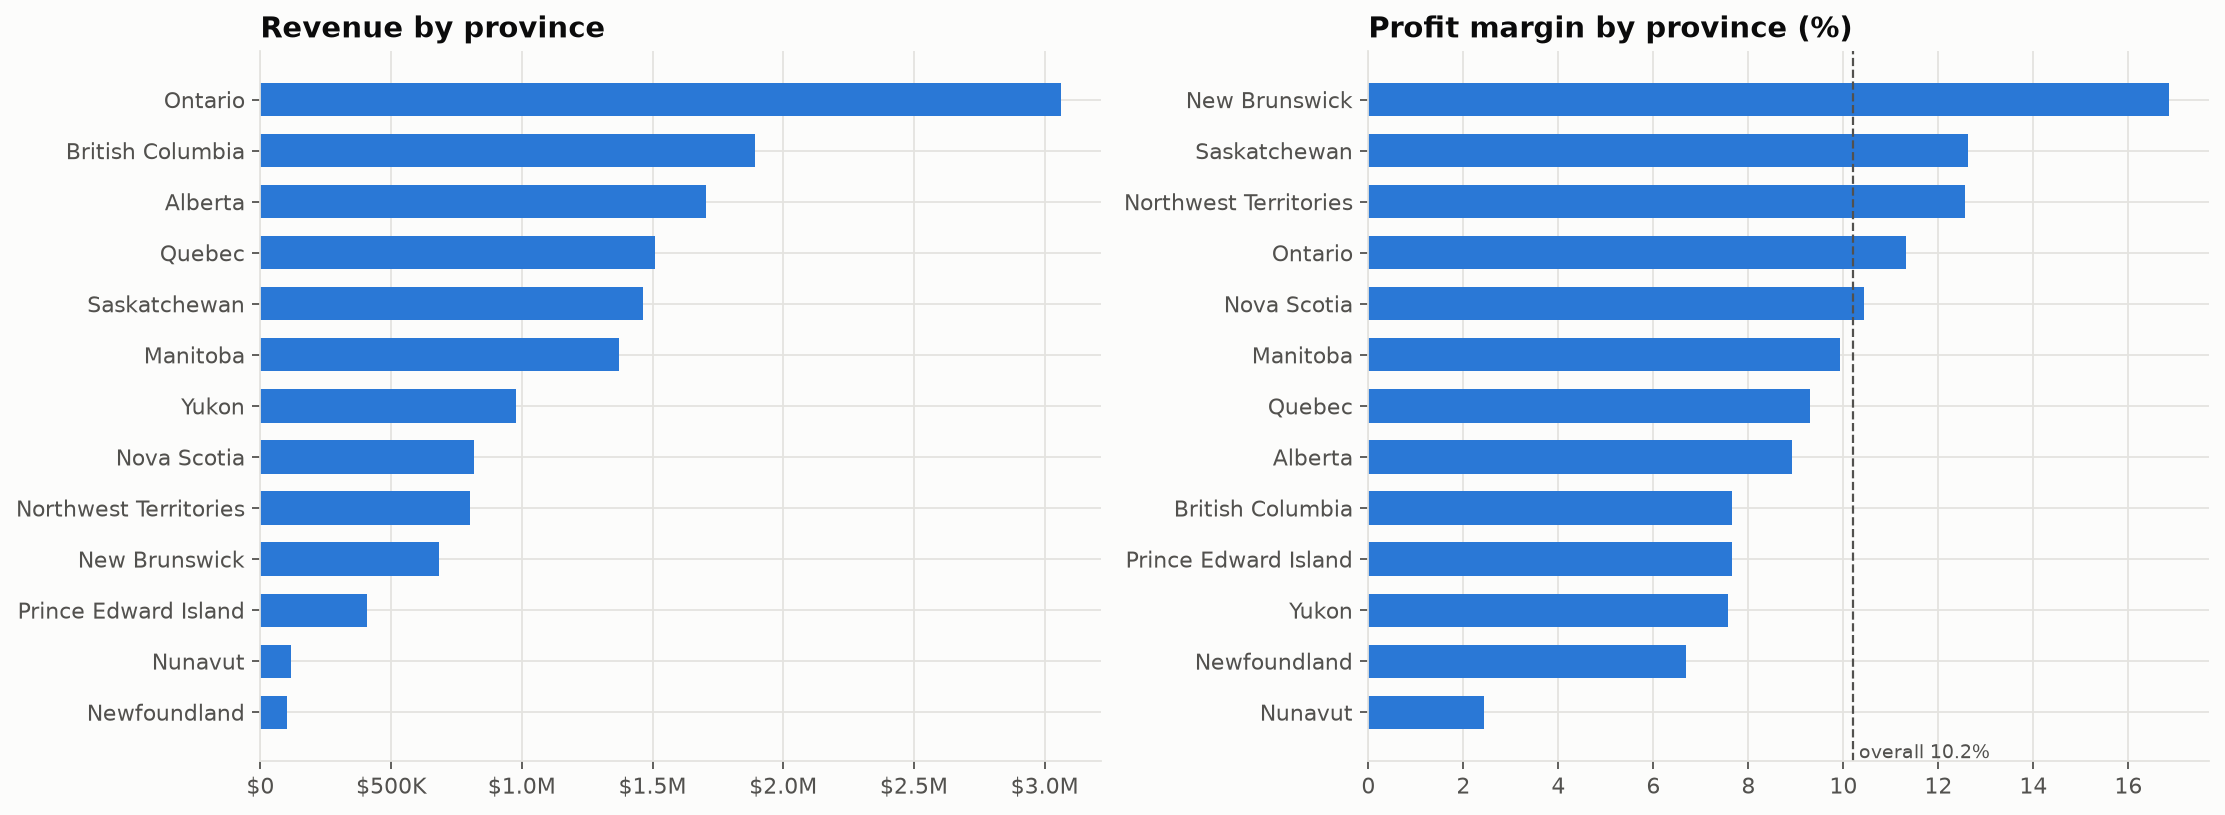 Revenue by province
Ontario
British Columbia
Alberta
Quebec
Saskatchewan
Manitoba
Yukon
Nova Scotia
Northwest Territories
New Brunswick
Prince Edward Island
Nunavut
Newfoundland
$0 $500K $1.0M $1.5M $2.0M $2.5M $3.0M
Profit margin by province (%)
New Brunswick
Saskatchewan
Northwest Territories
Ontario
Nova Scotia
Manitoba
Quebec
Alberta
British Columbia
Prince Edward Island
Yukon
Newfoundland
Nunavut
overall 10.2%
0 2 4 6 8 10 12 14 16